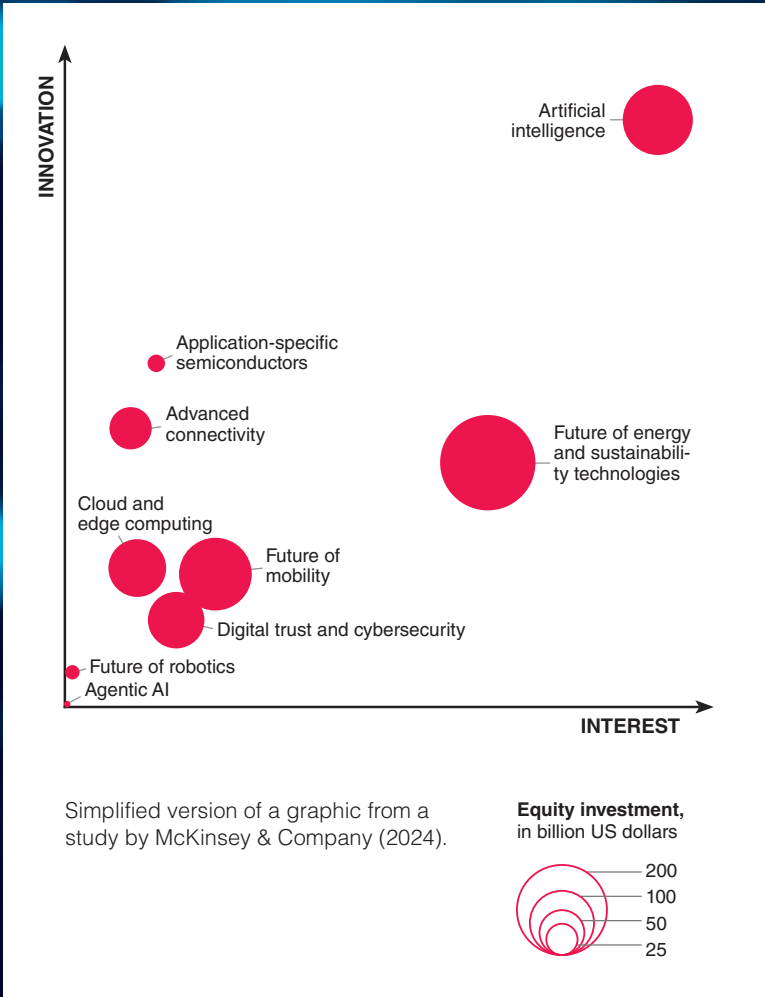 INNOVATION
Artificial
intelligence
Application-specific
semiconductors
Advanced
connectivity
Future of energy
and sustainabili-
ty technologies
Cloud and
edge computing
Future of
mobility
Digital trust and cybersecurity
Future of robotics
Agentic AI
INTEREST
Simplified version of a graphic from a
study by McKinsey & Company (2024).
Equity investment,
in billion US dollars
200
100
50
25